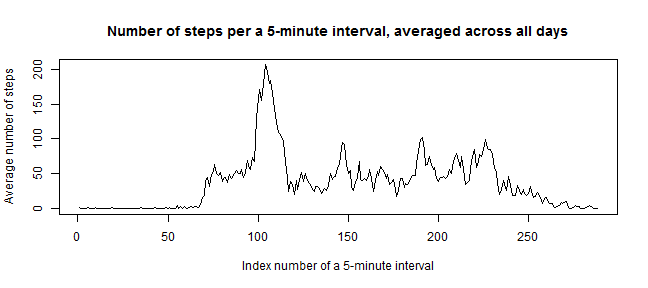 Number of steps per a 5-minute interval, averaged across all days
Average number of steps
200
150
100
50
0
0 50 100 150 200 250
Index number of a 5-minute interval